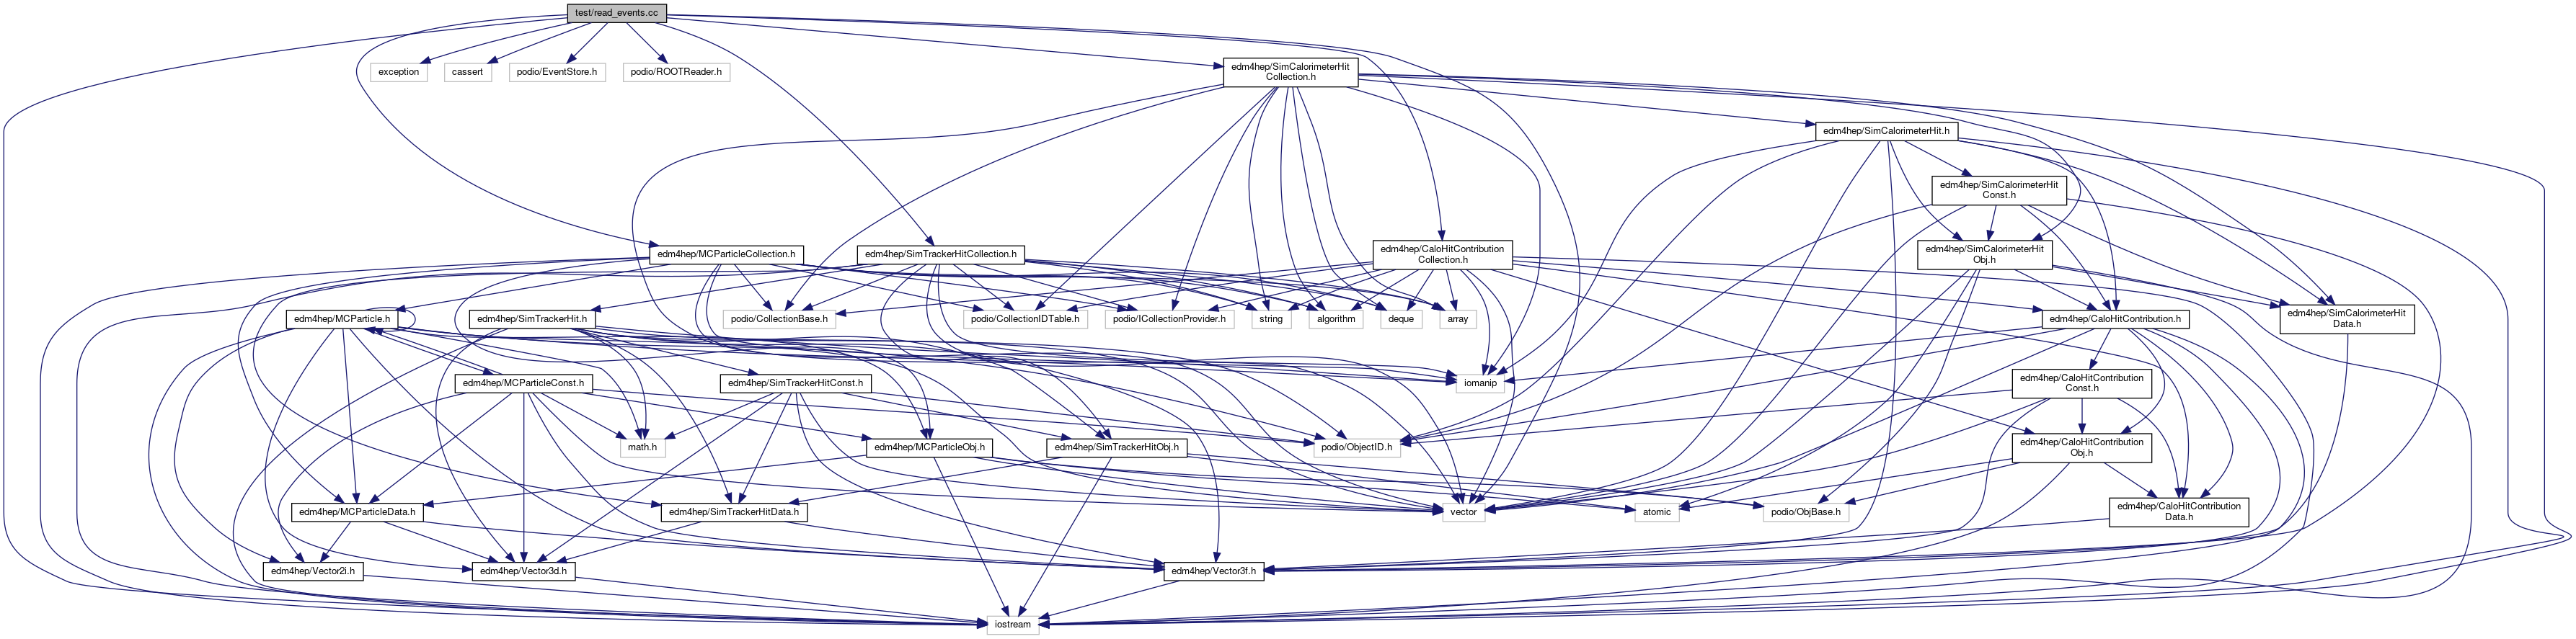 test/read_events.cc
exception
cassert
podio/EventStore.h
podio/ROOTReader.h
edm4hep/SimCalorimeterHit
Collection.h
edm4hep/SimCalorimeterHit.h
edm4hep/SimCalorimeterHit
Const.h
edm4hep/MCParticleCollection.h
edm4hep/SimTrackerHitCollection.h
edm4hep/CaloHitContribution
Collection.h
edm4hep/SimCalorimeterHit
Obj.h
edm4hep/MCParticle.h
edm4hep/SimTrackerHit.h
podio/CollectionBase.h
podio/CollectionIDTable.h
podio/ICollectionProvider.h
string
algorithm
deque
array
edm4hep/CaloHitContribution.h
edm4hep/SimCalorimeterHit
Data.h
edm4hep/MCParticleConst.h
edm4hep/SimTrackerHitConst.h
iomanip
edm4hep/CaloHitContribution
Const.h
math.h
edm4hep/MCParticleObj.h
edm4hep/SimTrackerHitObj.h
podio/ObjectID.h
edm4hep/CaloHitContribution
Obj.h
edm4hep/MCParticleData.h
edm4hep/SimTrackerHitData.h
vector
atomic
podio/ObjBase.h
edm4hep/CaloHitContribution
Data.h
edm4hep/Vector2i.h
edm4hep/Vector3d.h
edm4hep/Vector3f.h
iostream